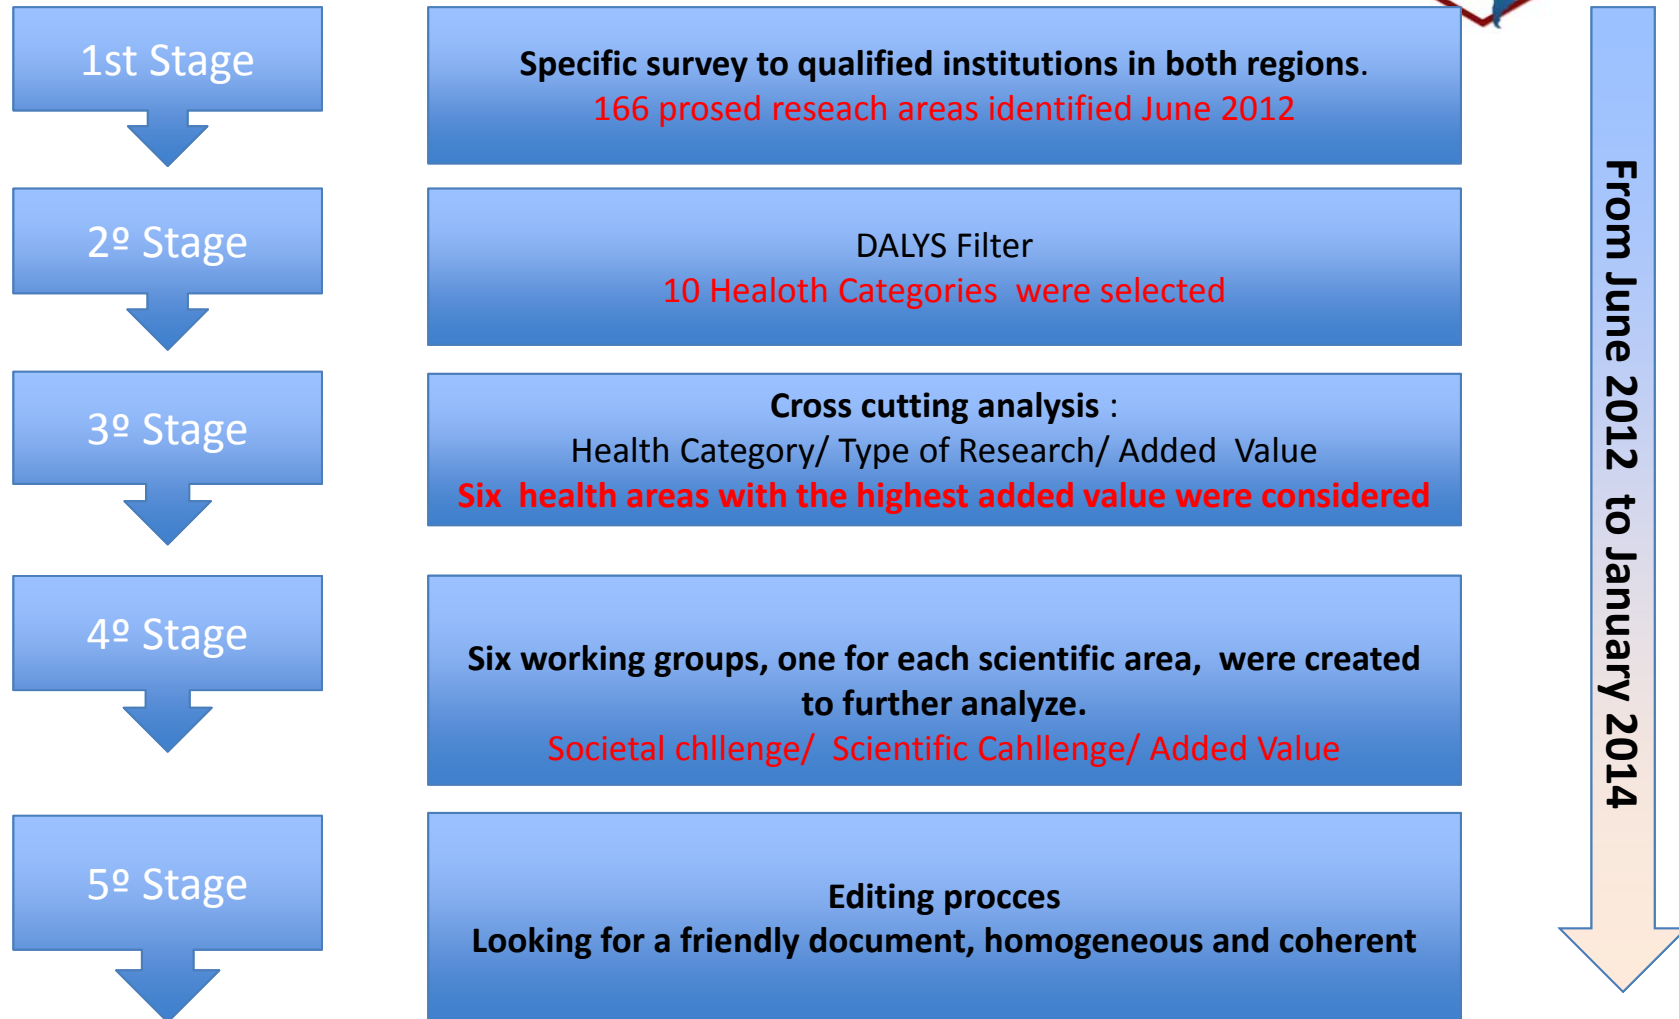 1st Stage
Specific survey to qualified institutions in both regions.
166 prosed reseach areas identified June 2012
2º Stage
DALYS Filter
10 Healoth Categories were selected
3º Stage
Cross cutting analysis :
Health Category/ Type of Research/ Added Value
Six health areas with the highest added value were considered
4º Stage
Six working groups, one for each scientific area, were created
to further analyze.
Societal chllenge/ Scientific Cahllenge/ Added Value
5º Stage
Editing procces
Looking for a friendly document, homogeneous and coherent
From June 2012 to January 2014